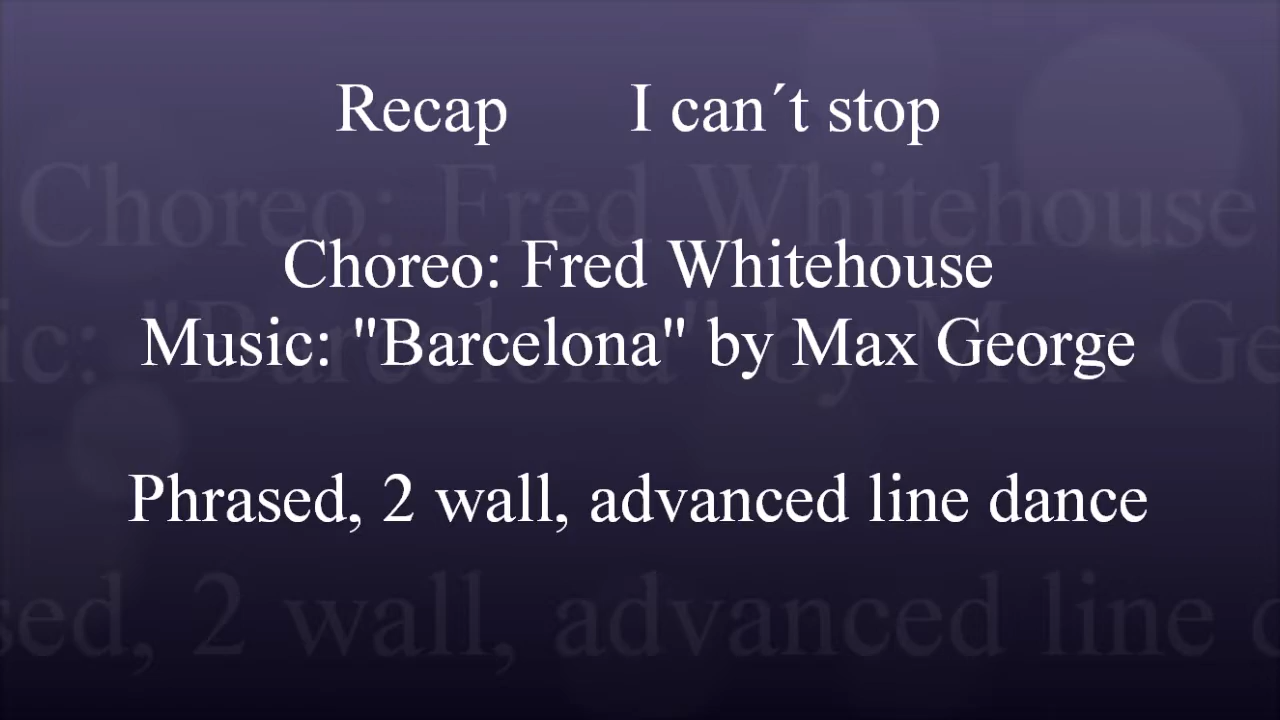 Recap I can´t stop
Choreo: Fred Whitehouse
Music: "Barcelona" by Max George
Phrased, 2 wall, advanced line dance